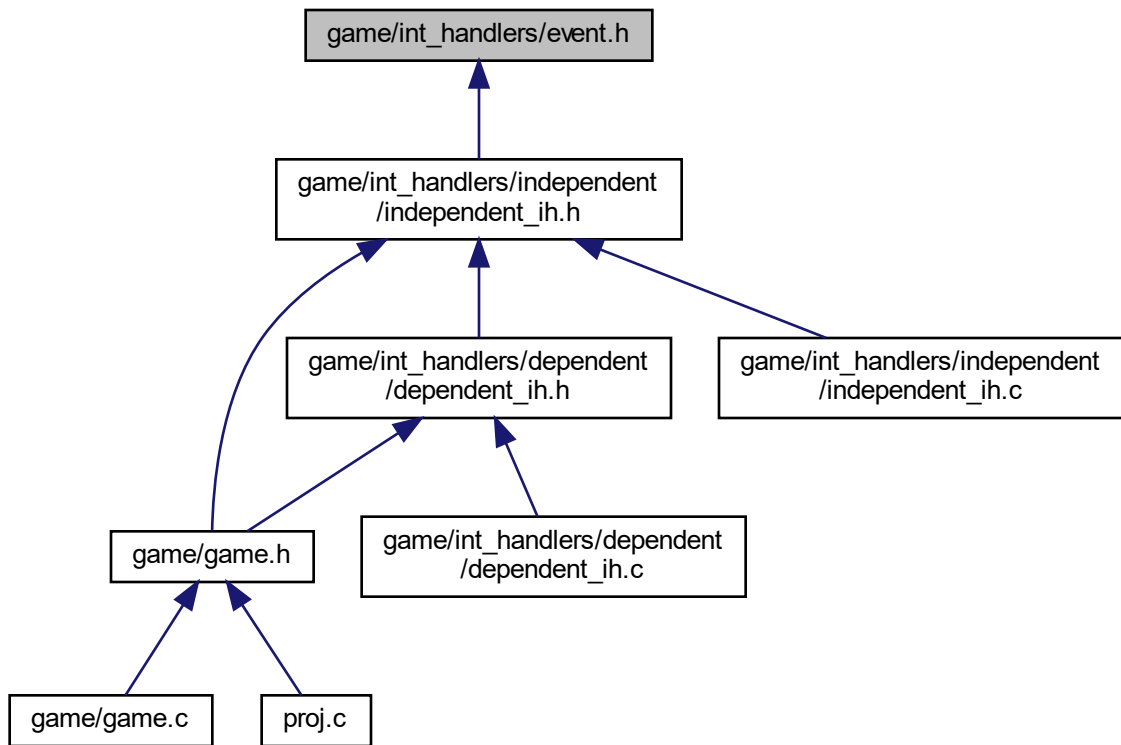 game/int_handlers/event.h
game/int_handlers/independent
/independent_ih.h
game/int_handlers/dependent
/dependent_ih.h
game/int_handlers/independent
/independent_ih.c
game/game.h
game/int_handlers/dependent
/dependent_ih.c
game/game.c
proj.c